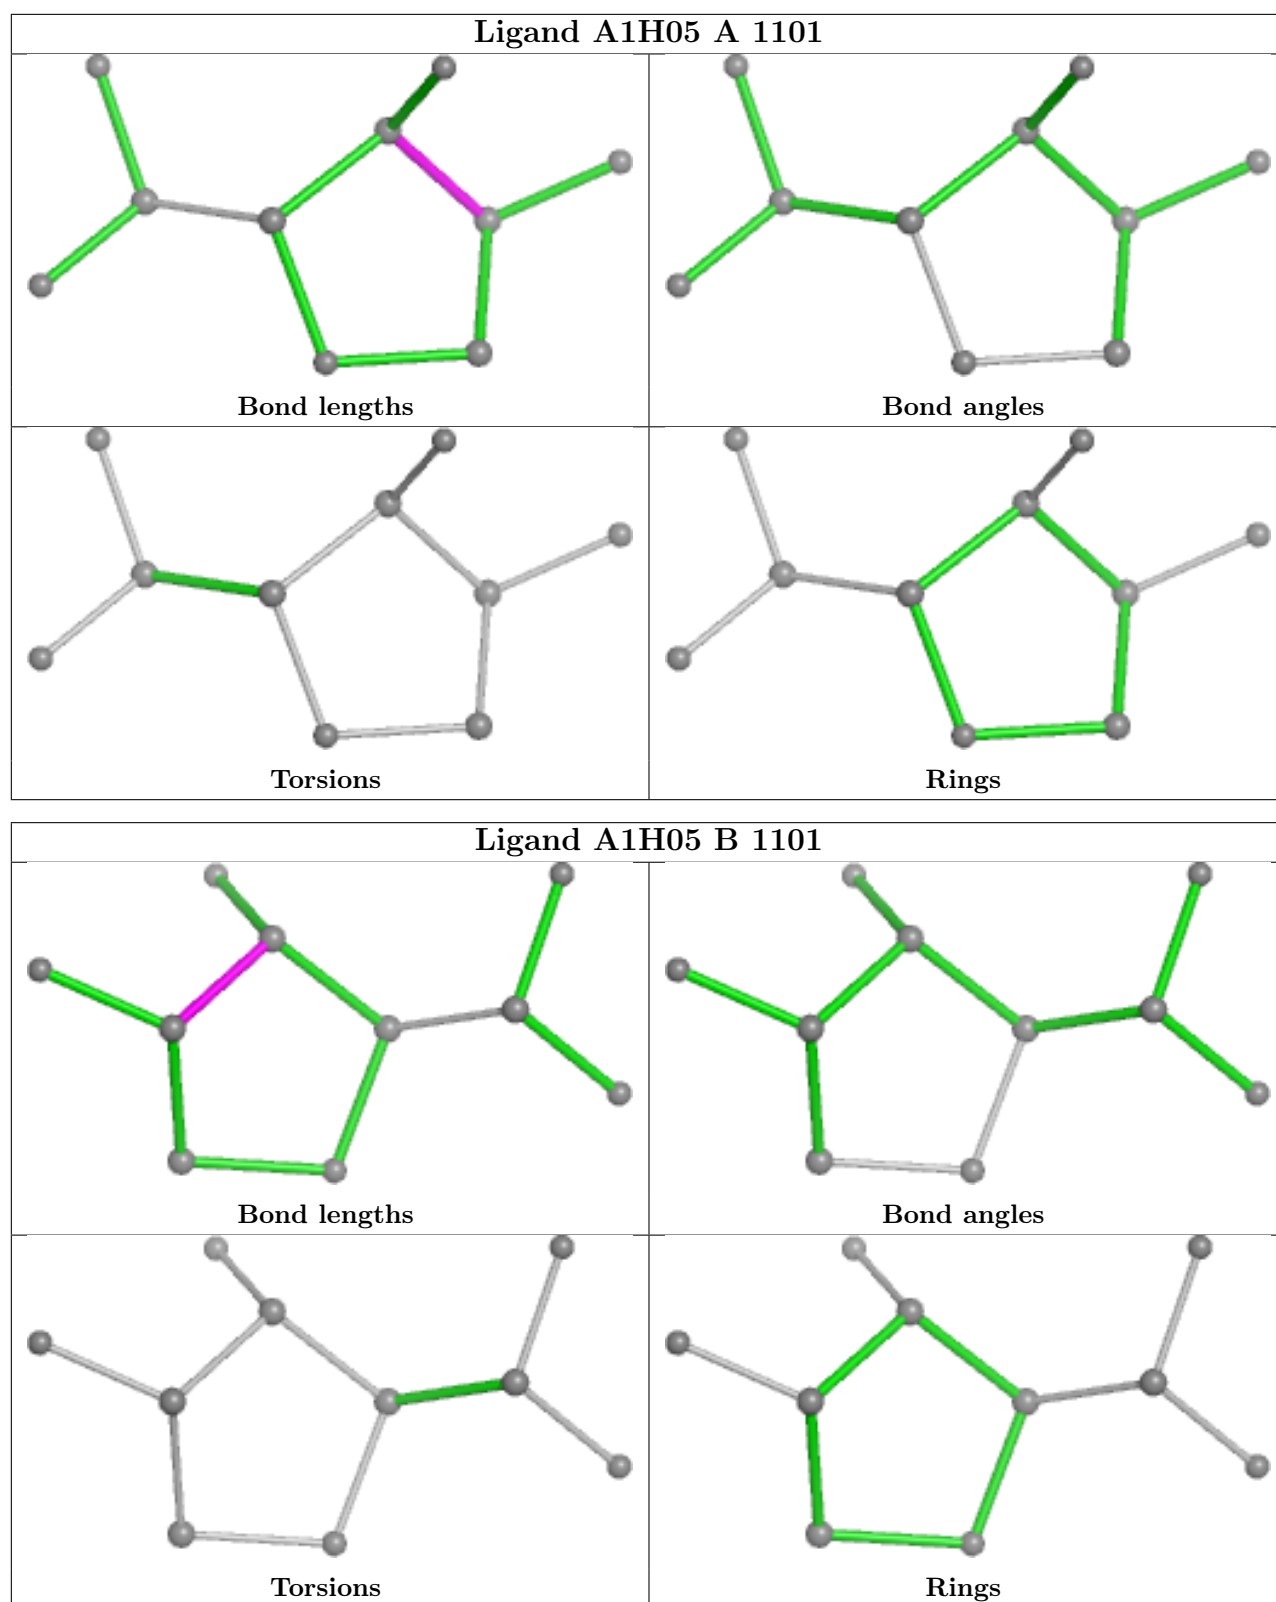 Ligand A1H05 A 1101
Bond lengths
Bond angles
Torsions
Rings
Ligand A1H05 B 1101
Bond lengths
Bond angles
Torsions
Rings